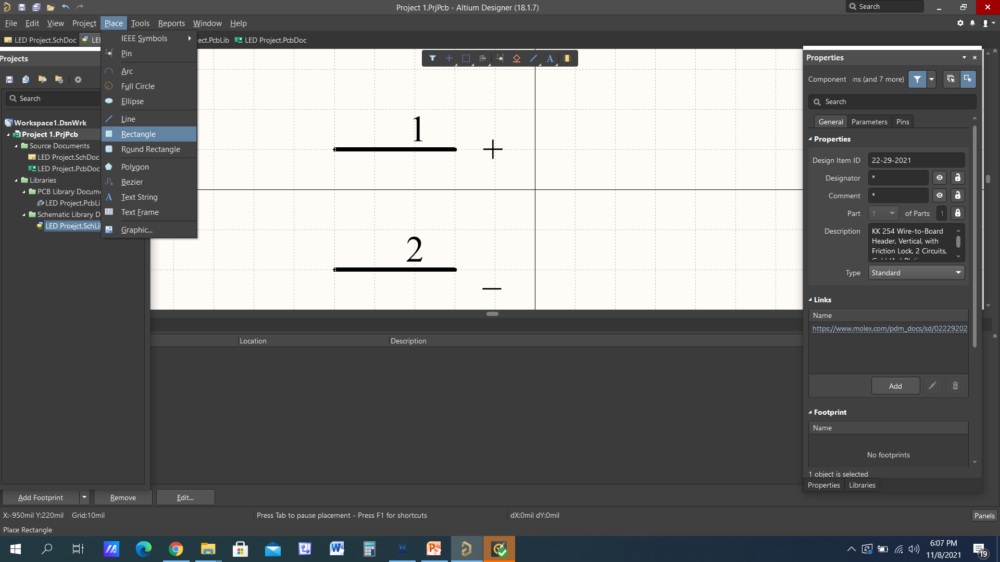 Project 1.PrjPcb - Altium Designer (18.1.7)
Search
File Edit View Project Place Tools Reports Window Help
LED Project.SchDoc LED ect.PcbLib LED Project.PcbDoc
Projects
Search
Workspace1.DsnWrk
Project 1.PrjPcb
Source Documents
LED Project.SchDoc
LED Project.PcbDoc
Libraries
PCB Library Docume
LED Project.PcbLi
Schematic Library D
LED Proejct.SchLi
IEEE Symbols
Pin
Arc
Full Circle
Ellipse
Line
Rectangle
Round Rectangle
Polygon
Bezier
Text String
Text Frame
Graphic...
A
1
+
2
—
Location Description
Properties
Component ins (and 7 more)
Search
General Parameters Pins
Properties
Design Item ID 22-29-2021
Designator *
Comment *
Part 1 of Parts 1
Description KK 254 Wire-to-Board
Header, Vertical, with
Friction Lock, 2 Circuits,
Type Standard
Links
Name
https://www.molex.com/pdm_docs/sd/02229202
Add
Footprint
Name
No footprints
1 object is selected
Properties Libraries
Add Footprint Remove Edit...
X:-950mil Y:220mil Grid:10mil Press Tab to pause placement - Press F1 for shortcuts dX:0mil dY:0mil Panels
Place Rectangle
6:07 PM
11/8/2021
19